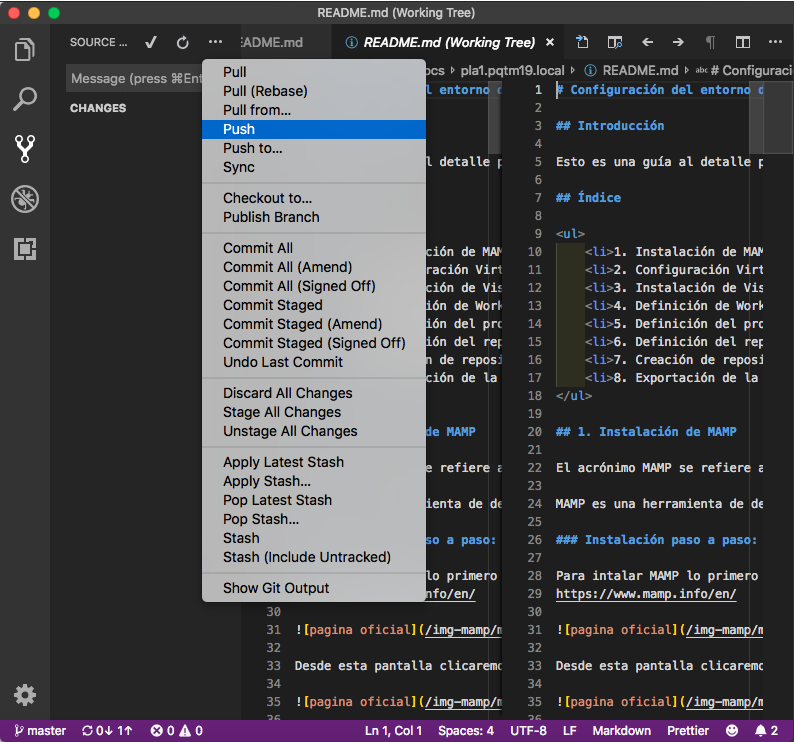 README.md (Working Tree)
SOURCE ...
EADME.md
README.md (Working Tree)
Message (press ⌘Ent
CHANGES
Pull
Pull (Rebase)
Pull from...
Push
Push to...
Sync
Checkout to...
Publish Branch
Commit All
Commit All (Amend)
Commit All (Signed Off)
Commit Staged
Commit Staged (Amend)
Commit Staged (Signed Off)
Undo Last Commit
Discard All Changes
Stage All Changes
Unstage All Changes
Apply Latest Stash
Apply Stash...
Pop Latest Stash
Pop Stash...
Stash
Stash (Include Untracked)
Show Git Output
ocs › pla1.pqtm19.local › README.md › abc # Configuraci
l entorno d
l detalle p
ción de MAM
ración Virt
ción de Vis
ión de Work
ión del pro
ión del rep
n de reposi
ción de la
de MAMP
e refiere a
ienta de de
so a paso:
lo primero
nfo/en/
30
31 ![pagina oficial](/img-mamp/m
32
33 Desde esta pantalla clicaremo
34
35 ![pagina oficial](/img-mamp/m
36
1 # Configuración del entorno d
2
3 ## Introducción
4
5 Esto es una guía al detalle p
6
7 ## Índice
8
9 <ul>
10 <li>1. Instalación de MAM
11 <li>2. Configuración Virt
12 <li>3. Instalación de Vis
13 <li>4. Definición de Work
14 <li>5. Definición del pro
15 <li>6. Definición del rep
16 <li>7. Creación de reposi
17 <li>8. Exportación de la
18 </ul>
19
20 ## 1. Instalación de MAMP
21
22 El acrónimo MAMP se refiere a
23
24 MAMP es una herramienta de de
25
26 ### Instalación paso a paso:
27
28 Para intalar MAMP lo primero
29 https://www.mamp.info/en/
30
31 ![pagina oficial](/img-mamp/m
32
33 Desde esta pantalla clicaremo
34
35 ![pagina oficial](/img-mamp/m
36
master 0↓ 1↑ 0 0 Ln 1, Col 1 Spaces: 4 UTF-8 LF Markdown Prettier 2